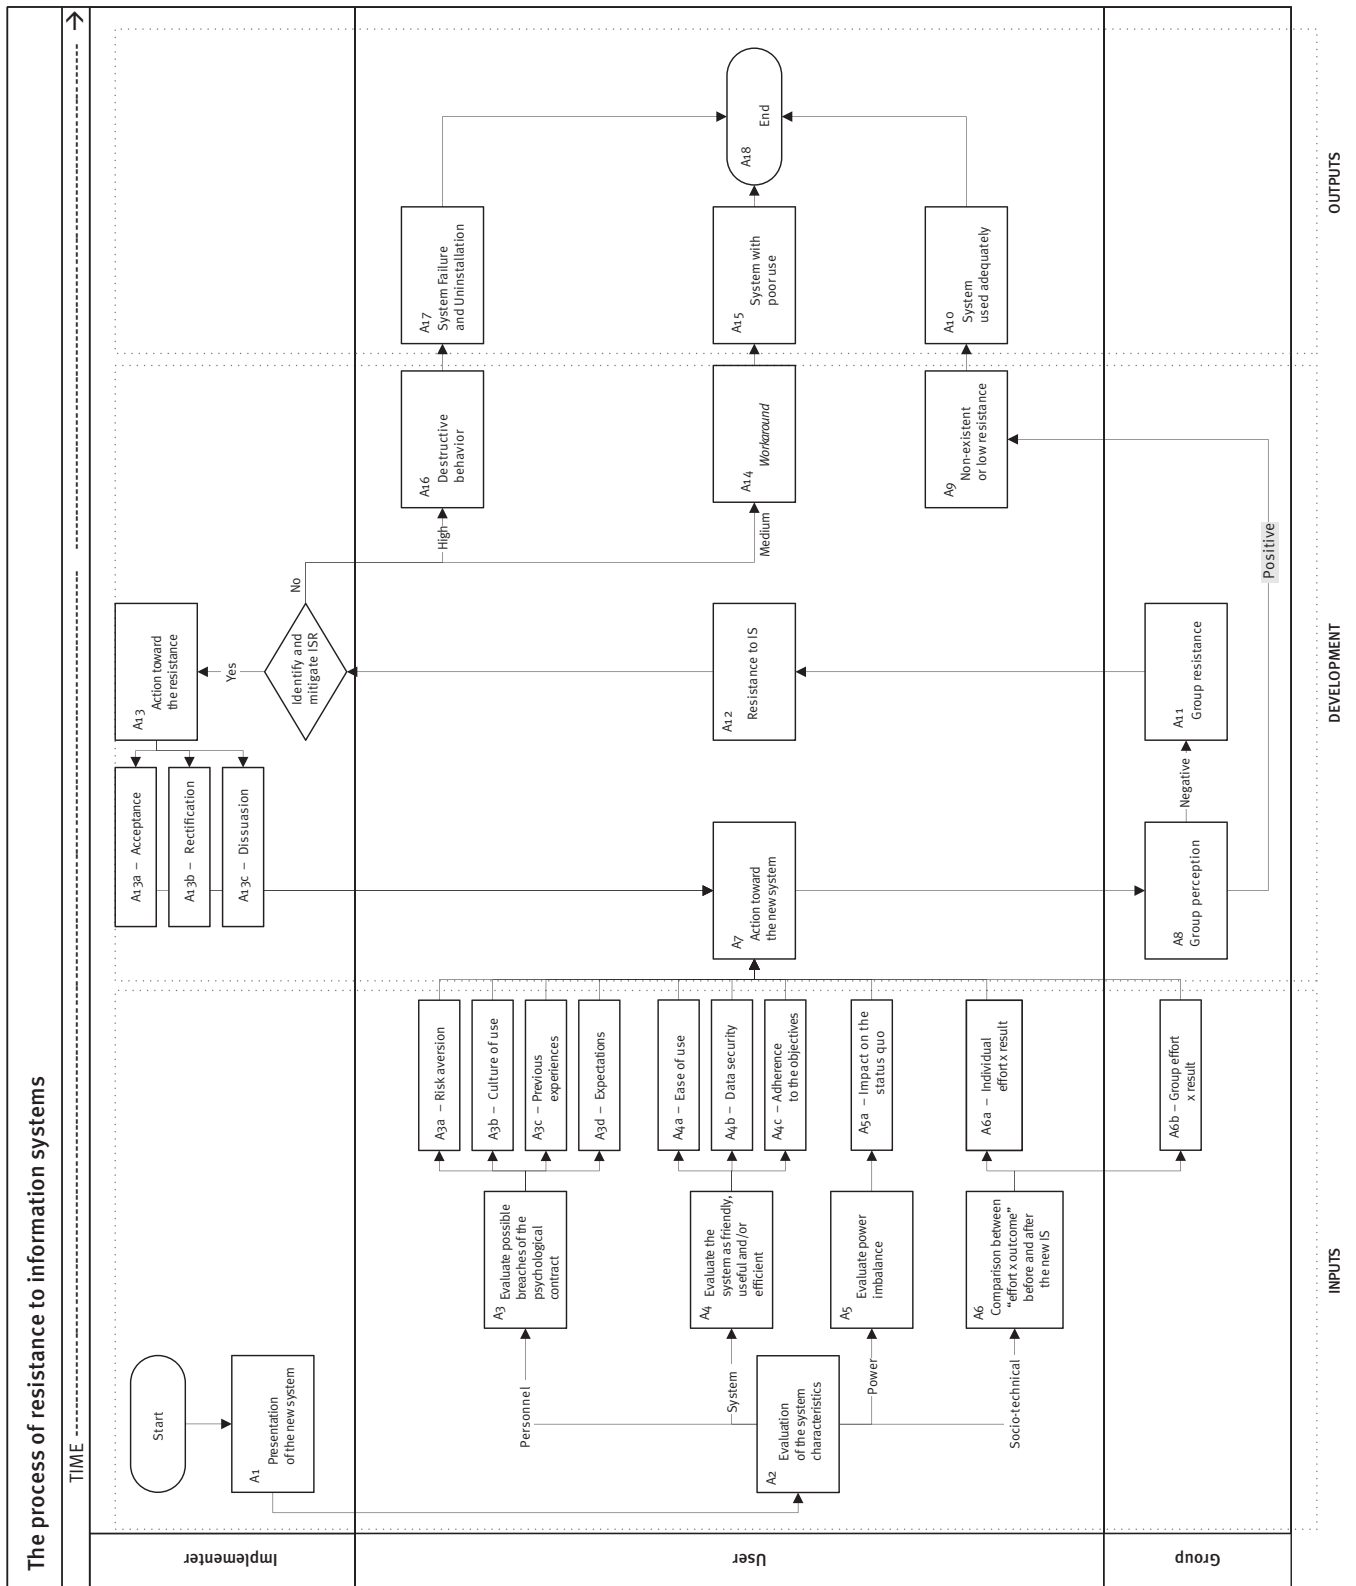 The process of resistance to information systems
TIME
Implementer
User
Group
Start
A1
Presentation
of the new system
A2
Evaluation
of the system
characteristics
Personnel
System
Power
Socio-technical
A3
Evaluate possible
breaches of the
psychological
contract
A4
Evaluate the
system as friendly,
useful and/or
efficient
A5
Evaluate power
imbalance
A6
Comparison between
“effort x outcome”
before and after
the new IS
A3a – Risk aversion
A3b – Culture of use
A3c – Previous
experiences
A3d – Expectations
A4a – Ease of use
A4b – Data security
A4c – Adherence
to the objectives
A5a – Impact on the
status quo
A6a – Individual
effort x result
A6b – Group effort
x result
INPUTS
A13a – Acceptance
A13b – Rectification
A13c – Dissuasion
A13
Action toward
the resistance
Yes
Identify and
mitigate ISR
No
High
Medium
A7
Action toward
the new system
A8
Group perception
Negative
A11
Group resistance
Positive
A12
Resistance to IS
A16
Destructive
behavior
A14
Workaround
A9
Non-existent
or low resistance
DEVELOPMENT
A17
System Failure
and Uninstallation
A15
System with
poor use
A10
System
used adequately
A18
End
OUTPUTS